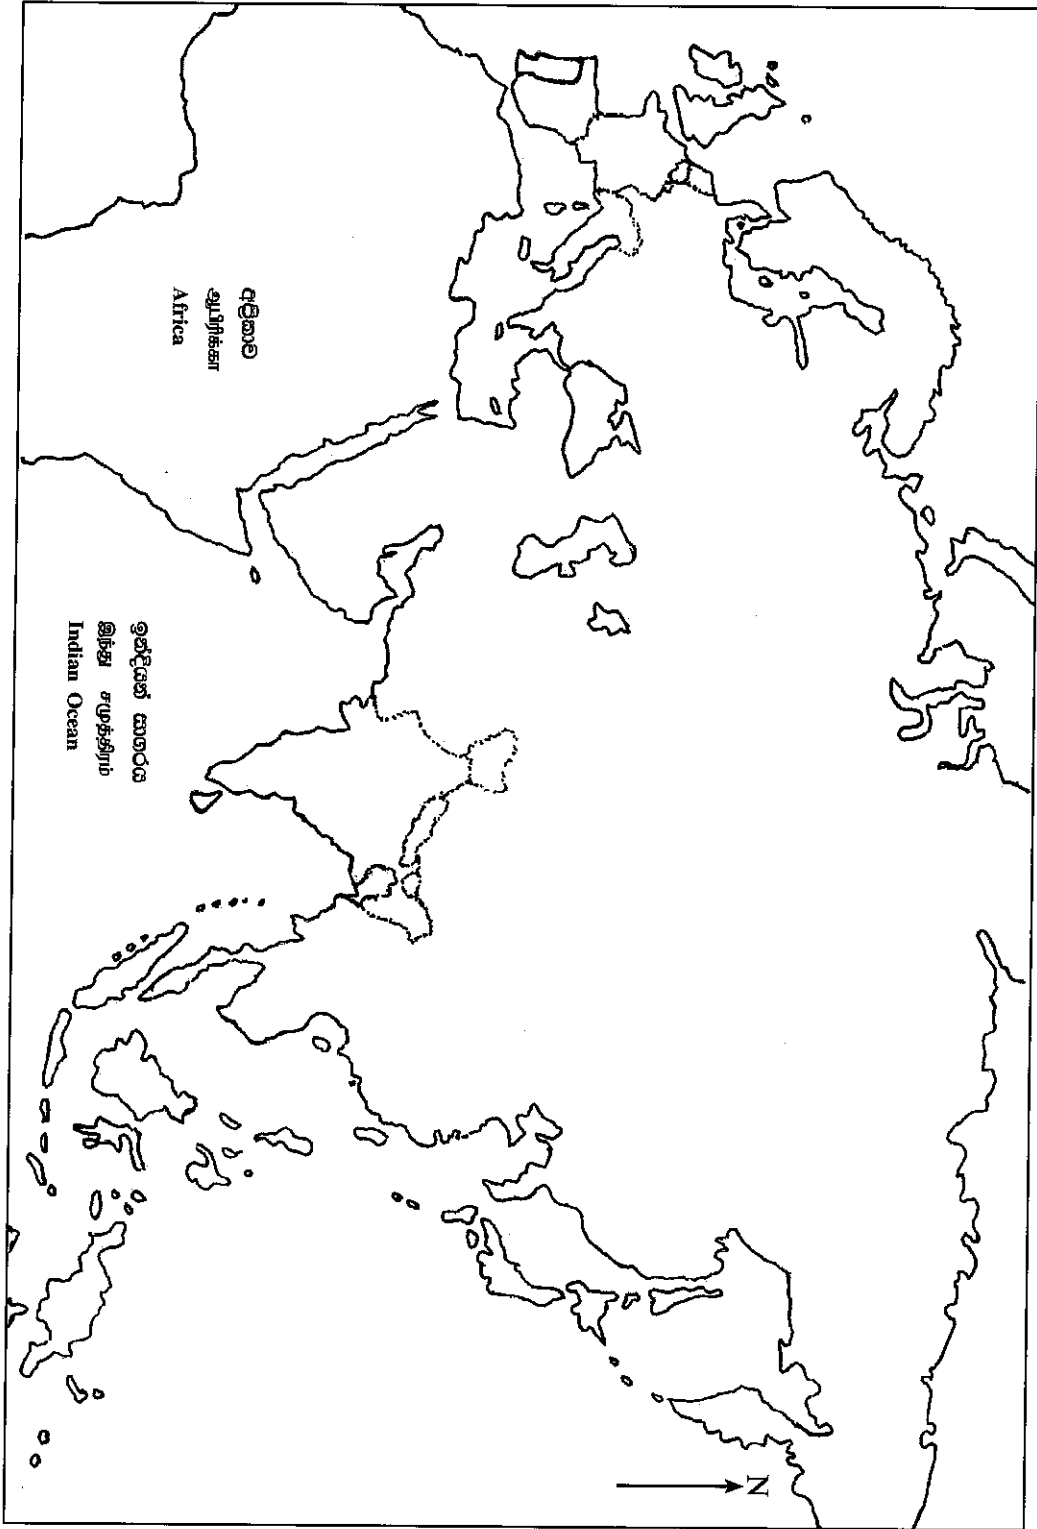 අප්‍රිකාව
ஆபிரிக்கா
Africa
ඉන්දියන් සාගරය
இந்து சமுத்திரம்
Indian Ocean
N